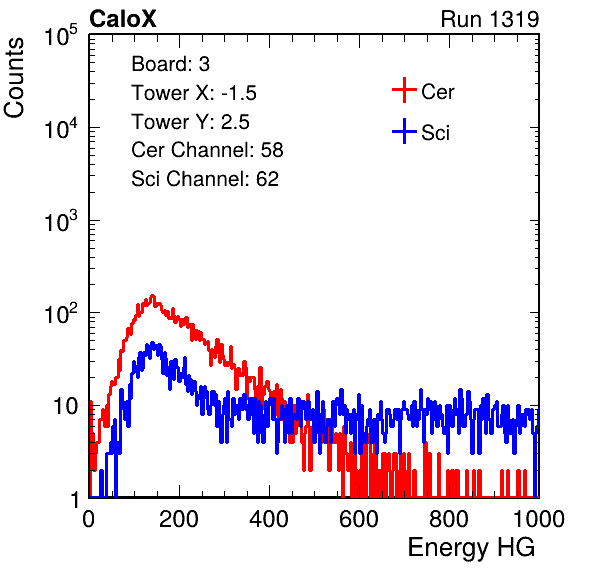 CaloX Run 1319
Counts
Board: 3
Tower X: -1.5
Tower Y: 2.5
Cer Channel: 58
Sci Channel: 62
Cer
Sci
10^5
10^4
10^3
10^2
10
1
0 200 400 600 800 1000
Energy HG